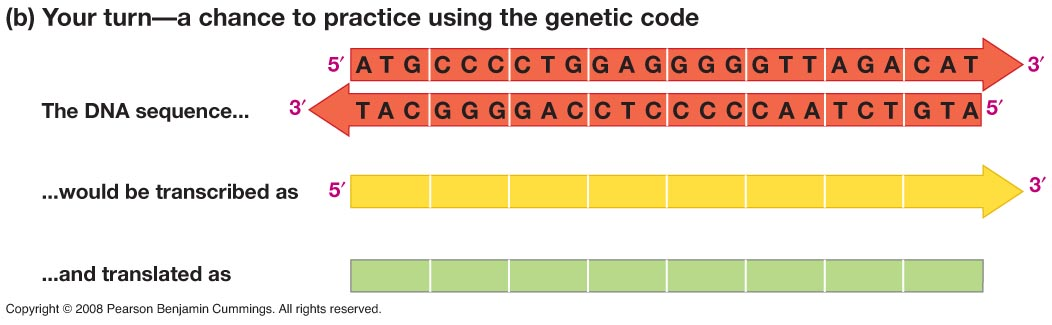 (b) Your turn—a chance to practice using the genetic code
5′ ATG CCC CTG GAG GGG GTT AGA CAT 3′
The DNA sequence... 3′ TAC GGG GAC CTC CCC CAA TCT GTA 5′
...would be transcribed as 5′ 3′
...and translated as
Copyright © 2008 Pearson Benjamin Cummings. All rights reserved.